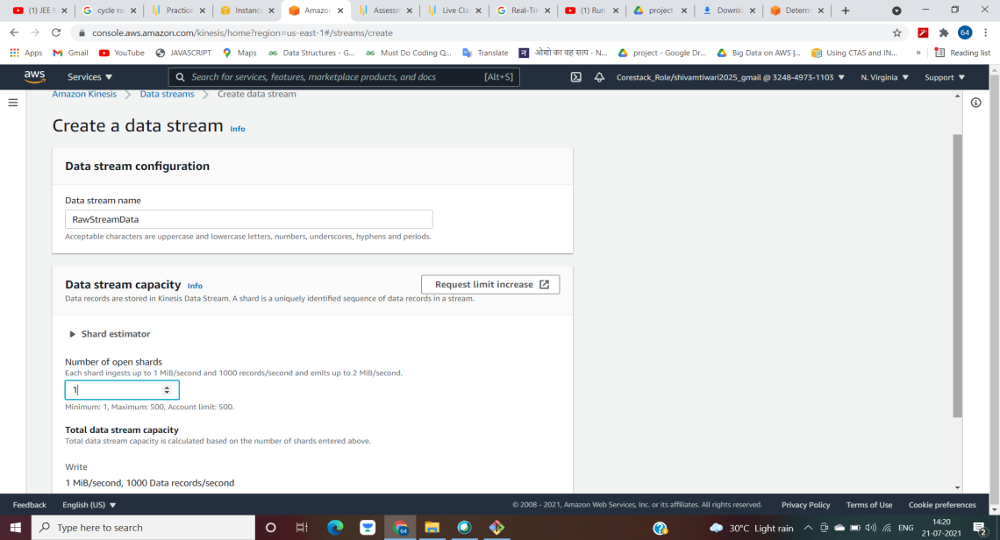 (1) JEE
cycle ra
Practice
Instanc
Amazon
Assessm
Live Cla
Real-Tim
(1) Run
project
Downlo
Determ
console.aws.amazon.com/kinesis/home?region=us-east-1#/streams/create
64
Apps
Gmail
YouTube
JAVASCRIPT
Maps
Data Structures - G...
Must Do Coding Q...
Translate
ओशो का वह सत्य - N...
project - Google Dr...
Big Data on AWS |...
Using CTAS and IN...
»
Reading list
aws
Services
Search for services, features, marketplace products, and docs
[Alt+S]
Corestack_Role/shivamtiwari2025_gmail @ 3248-4973-1103
N. Virginia
Support
Amazon Kinesis
Data streams
Create data stream
Create a data stream Info
Data stream configuration
Data stream name
RawStreamData
Acceptable characters are uppercase and lowercase letters, numbers, underscores, hyphens and periods.
Data stream capacity Info
Request limit increase
Data records are stored in Kinesis Data Stream. A shard is a uniquely identified sequence of data records in a stream.
Shard estimator
Number of open shards
Each shard ingests up to 1 MiB/second and 1000 records/second and emits up to 2 MiB/second.
1
Minimum: 1, Maximum: 500, Account limit: 500.
Total data stream capacity
Total data stream capacity is calculated based on the number of shards entered above.
Write
1 MiB/second, 1000 Data records/second
Feedback
English (US)
© 2008 - 2021, Amazon Web Services, Inc. or its affiliates. All rights reserved.
Privacy Policy
Terms of Use
Cookie preferences
Type here to search
64
30°C Light rain
ENG
14:20
21-07-2021
2